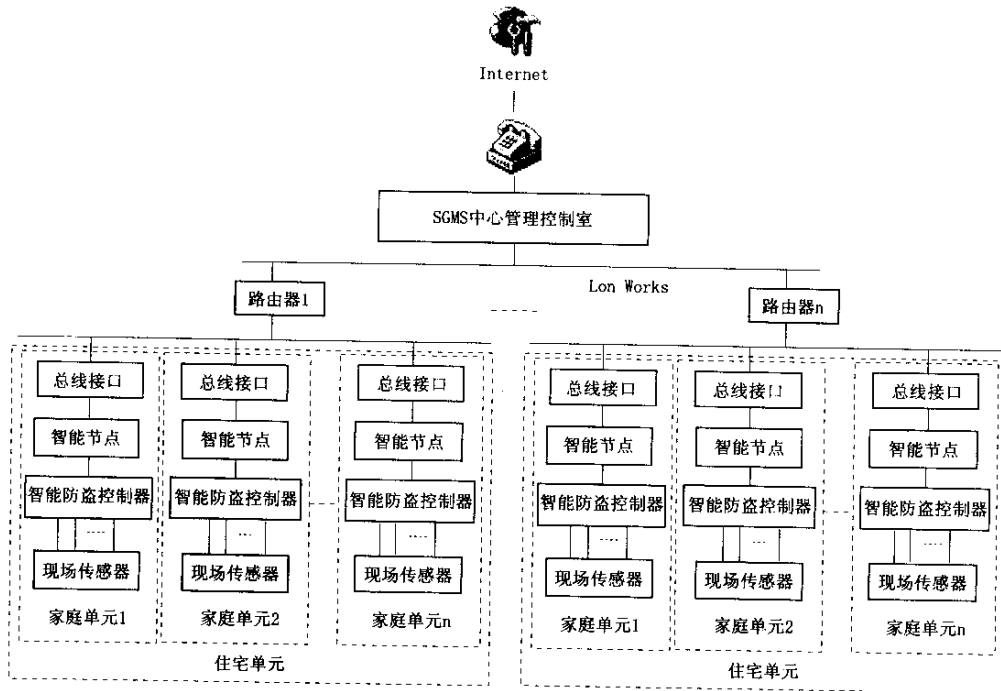 Internet
SGMS中心管理控制室
Lon Works
路由器1
路由器n
总线接口 总线接口 总线接口 总线接口 总线接口 总线接口
智能节点 智能节点 智能节点 智能节点 智能节点 智能节点
智能防盗控制器 智能防盗控制器 智能防盗控制器 智能防盗控制器 智能防盗控制器 智能防盗控制器
现场传感器 现场传感器 现场传感器 现场传感器 现场传感器 现场传感器
家庭单元1 家庭单元2 家庭单元n 家庭单元1 家庭单元2 家庭单元n
住宅单元 住宅单元